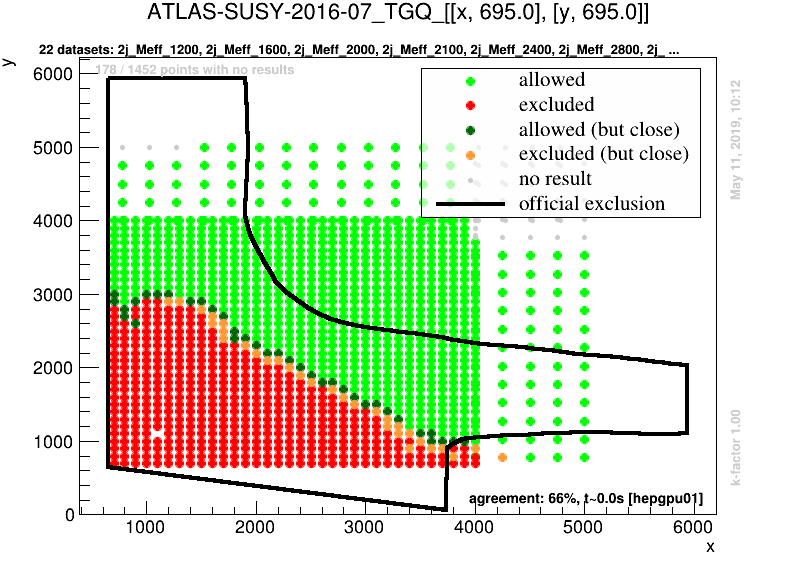 ATLAS-SUSY-2016-07_TGQ_[[x, 695.0], [y, 695.0]]
22 datasets: 2j_Meff_1200, 2j_Meff_1600, 2j_Meff_2000, 2j_Meff_2100, 2j_Meff_2400, 2j_Meff_2800, 2j_ ...
y
178 / 1452 points with no results
allowed
excluded
allowed (but close)
excluded (but close)
no result
official exclusion
May 11, 2019, 10:12
k-factor 1.00
6000
5000
4000
3000
2000
1000
0
agreement: 66%, t~0.0s [hepgpu01]
1000 2000 3000 4000 5000 6000
x